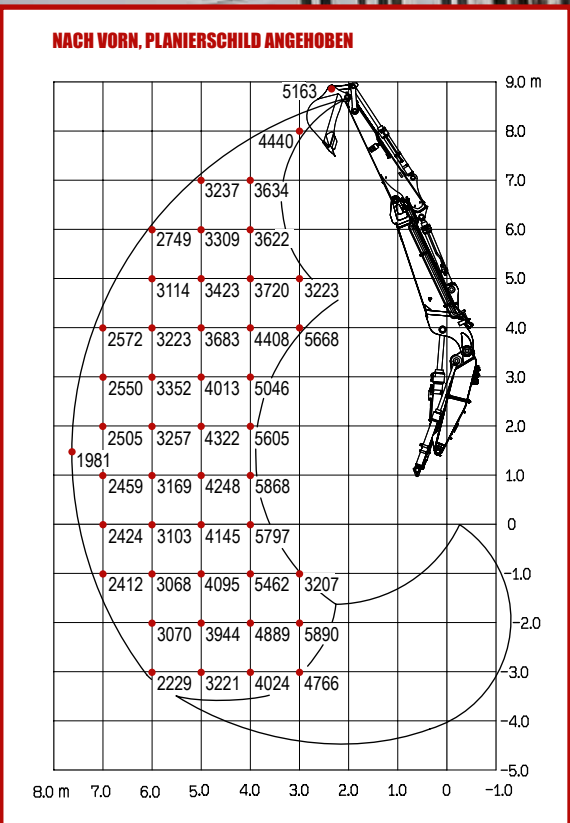 NACH VORN, PLANIERSCHILD ANGEHOBEN
5163 9.0 m
4440 8.0
3237 3634 7.0
2749 3309 3622 6.0
3114 3423 3720 3223 5.0
2572 3223 3683 4408 5668 4.0
2550 3352 4013 5046 3.0
2505 3257 4322 5605 2.0
1981
2459 3169 4248 5868 1.0
2424 3103 4145 5797 0
2412 3068 4095 5462 3207 -1.0
3070 3944 4889 5890 -2.0
2229 3221 4024 4766 -3.0
-4.0
-5.0
8.0 m 7.0 6.0 5.0 4.0 3.0 2.0 1.0 0 -1.0